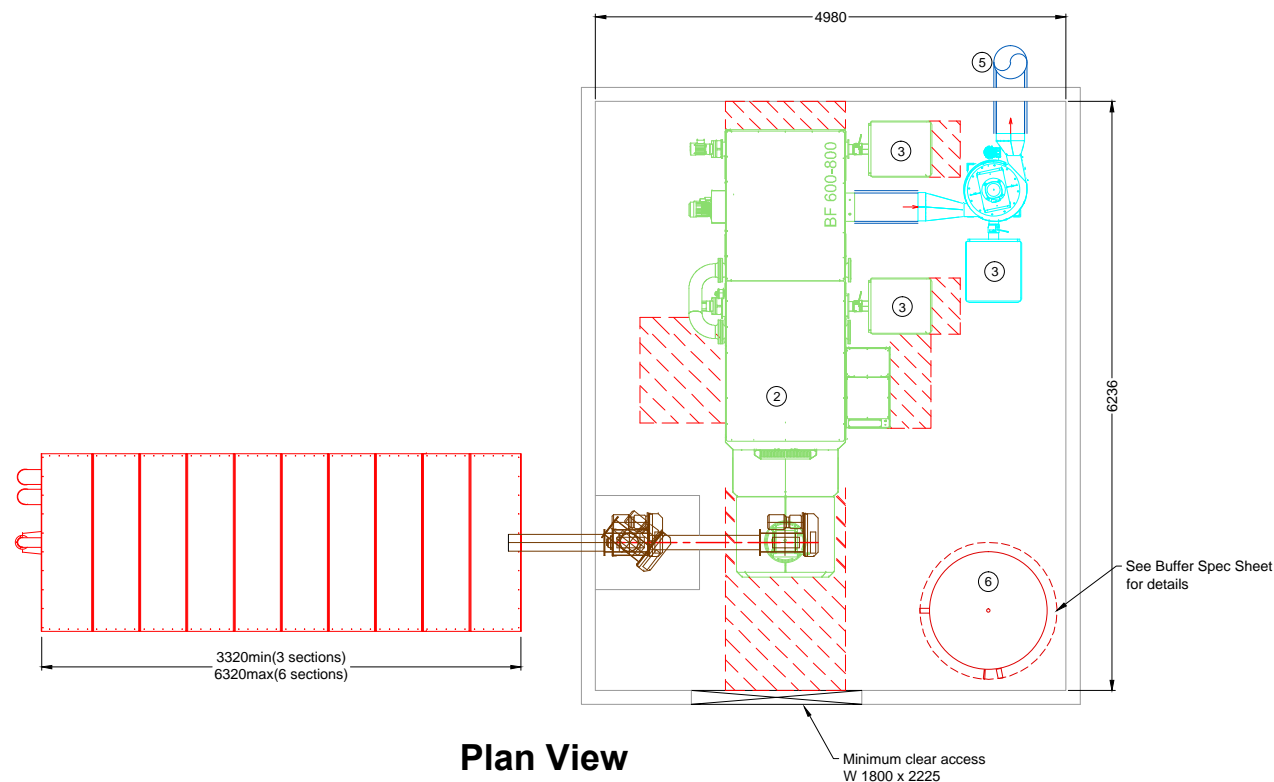 4980
5
BF 600-800
3
3
3
2
6236
6
See Buffer Spec Sheet
for details
3320min(3 sections)
6320max(6 sections)
Plan View
Minimum clear access
W 1800 x 2225